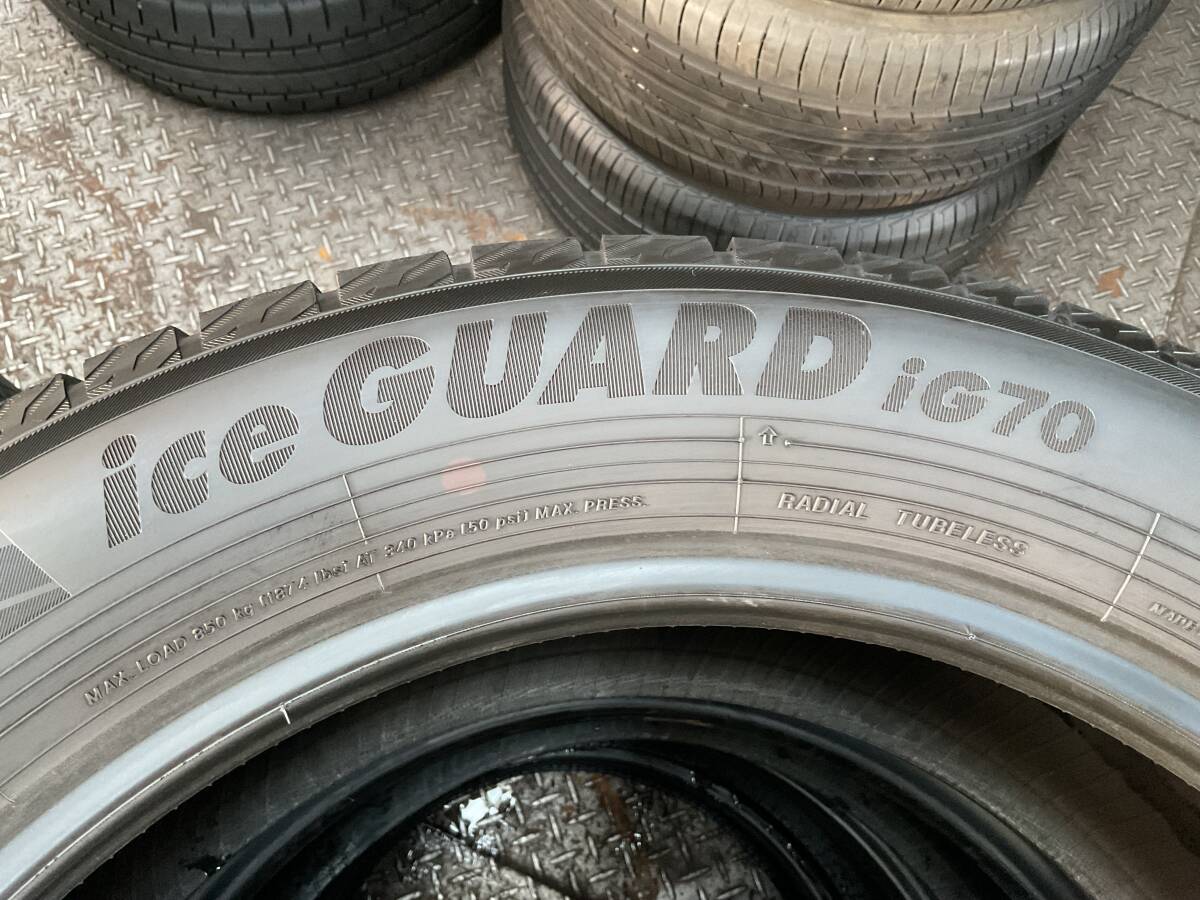 ice GUARD iG70
MAX. LOAD 850 kg (1874 lbs) AT 340 kPa (50 psi) MAX. PRESS.
RADIAL TUBELESS